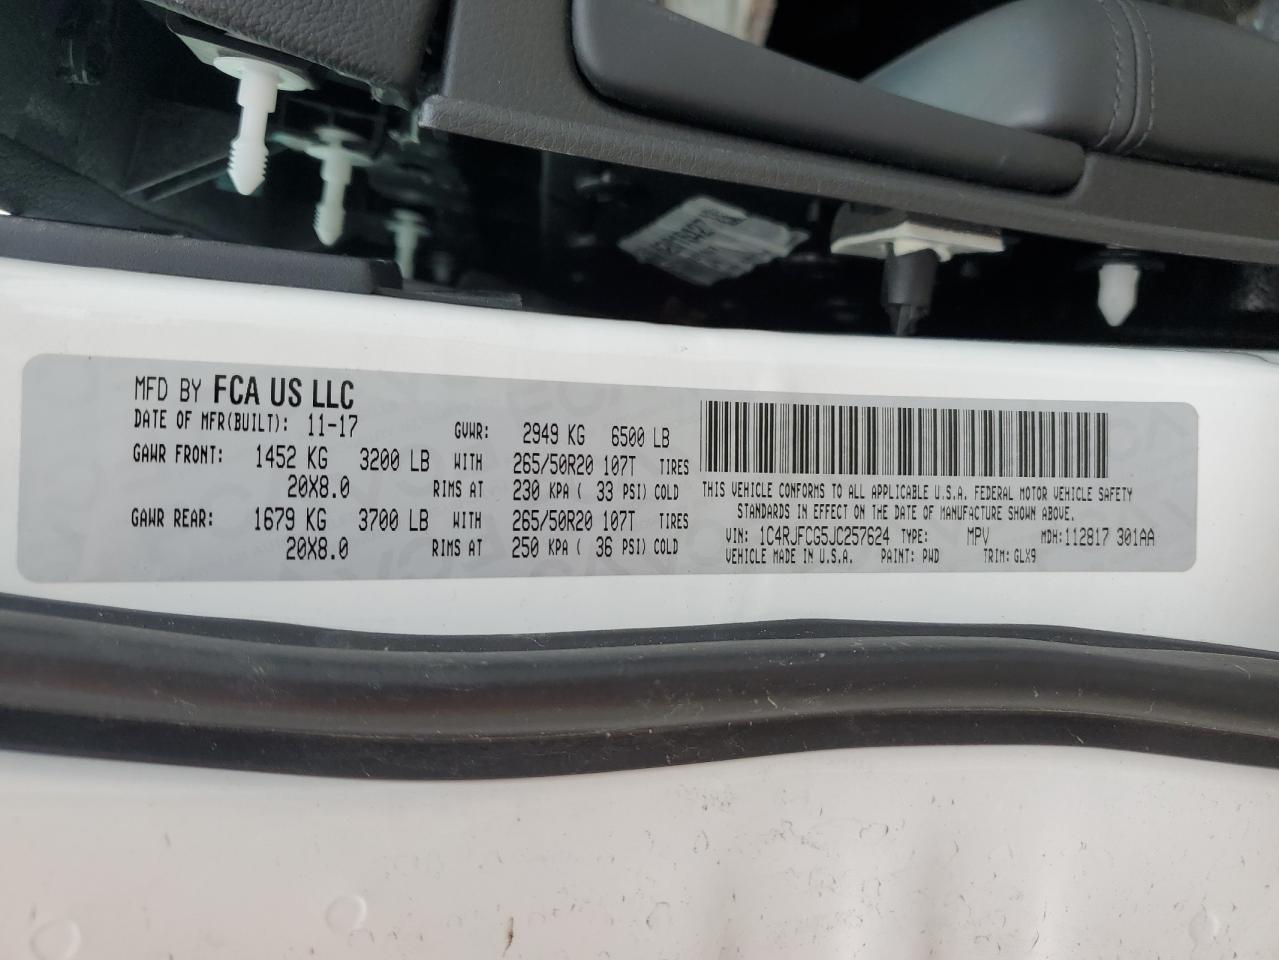 MFD BY FCA US LLC
DATE OF MFR(BUILT): 11-17 GVWR: 2949 KG 6500 LB
GAWR FRONT: 1452 KG 3200 LB WITH 265/50R20 107T TIRES
20X8.0 RIMS AT 230 KPA ( 33 PSI) COLD
GAWR REAR: 1679 KG 3700 LB WITH 265/50R20 107T TIRES
20X8.0 RIMS AT 250 KPA ( 36 PSI) COLD
THIS VEHICLE CONFORMS TO ALL APPLICABLE U.S.A. FEDERAL MOTOR VEHICLE SAFETY
STANDARDS IN EFFECT ON THE DATE OF MANUFACTURE SHOWN ABOVE.
VIN: 1C4RJFCG5JC257624 TYPE: MPV MDH:112817 301AA
VEHICLE MADE IN U.S.A. PAINT: PWD TRIM: GLX9